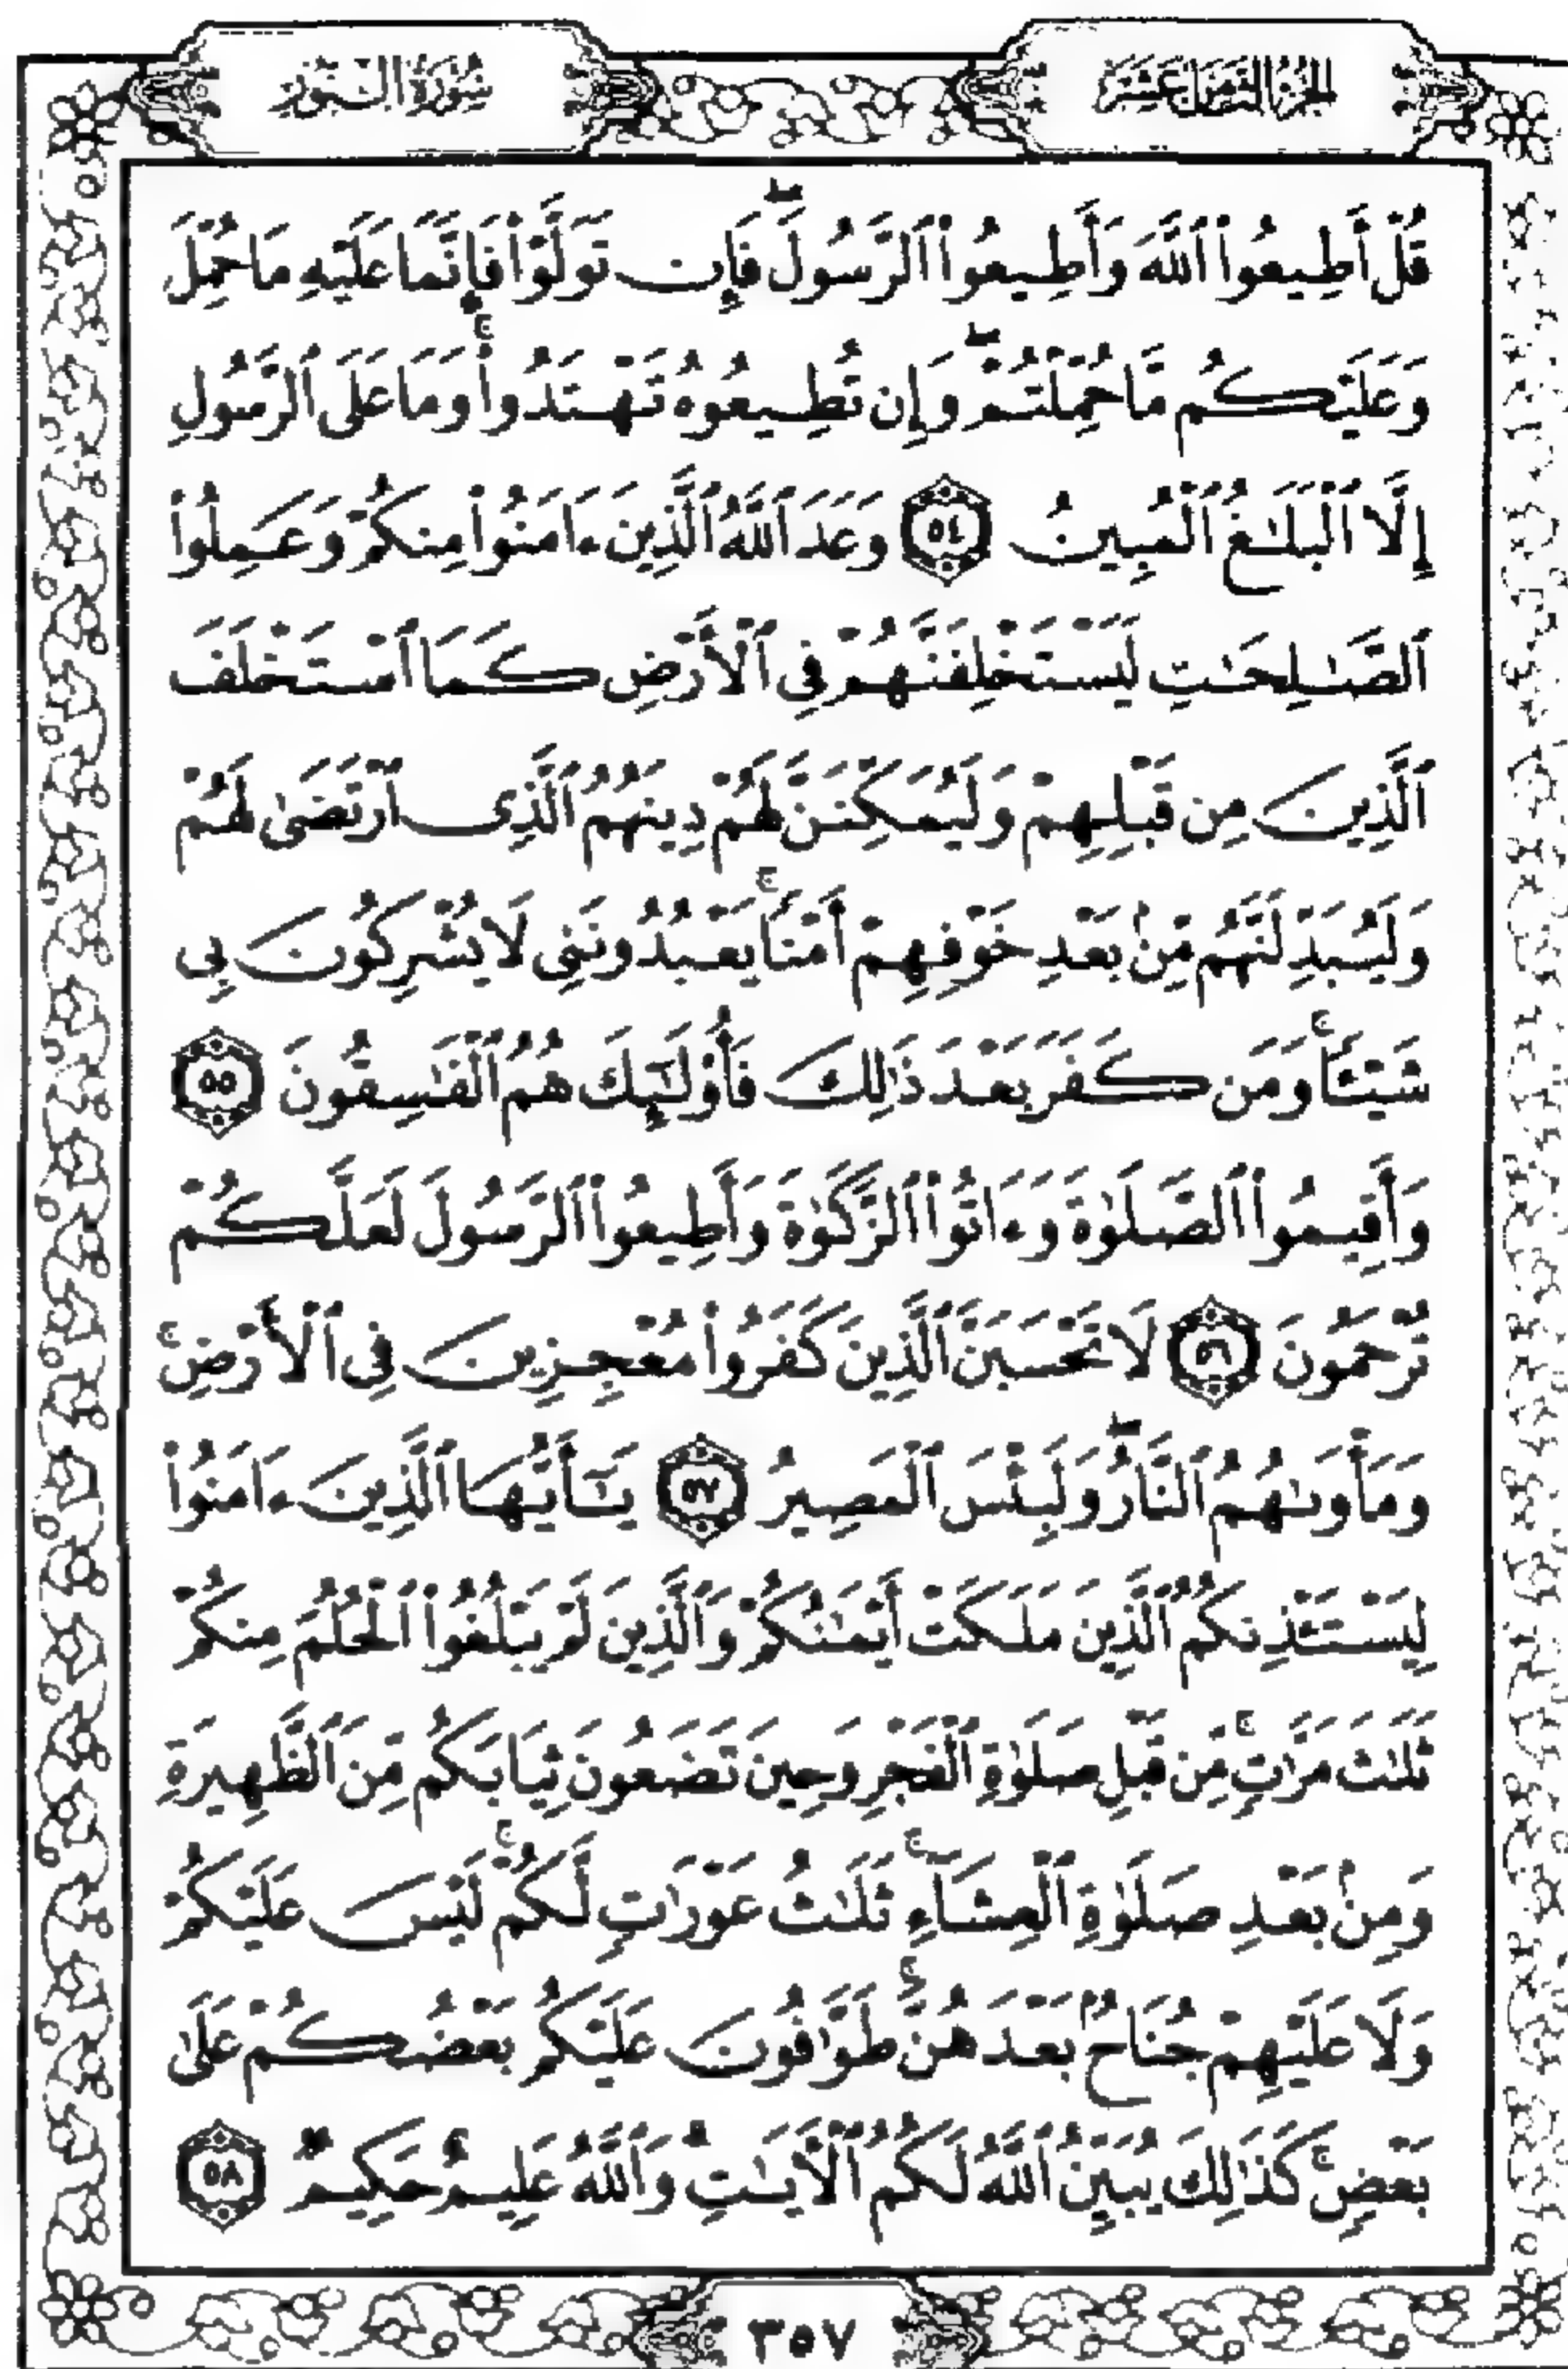 الجزء الثامن عشر
سورة النور
قُلْ أَطِيعُوا۟ ٱللَّهَ وَأَطِيعُوا۟ ٱلرَّسُولَ ۖ فَإِن تَوَلَّوْا۟ فَإِنَّمَا عَلَيْهِ مَا حُمِّلَ
وَعَلَيْكُم مَّا حُمِّلْتُمْ ۖ وَإِن تُطِيعُوهُ تَهْتَدُوا۟ ۚ وَمَا عَلَى ٱلرَّسُولِ
إِلَّا ٱلْبَلَـٰغُ ٱلْمُبِينُ ٥٤ وَعَدَ ٱللَّهُ ٱلَّذِينَ ءَامَنُوا۟ مِنكُمْ وَعَمِلُوا۟
ٱلصَّـٰلِحَـٰتِ لَيَسْتَخْلِفَنَّهُمْ فِى ٱلْأَرْضِ كَمَا ٱسْتَخْلَفَ
ٱلَّذِينَ مِن قَبْلِهِمْ وَلَيُمَكِّنَنَّ لَهُمْ دِينَهُمُ ٱلَّذِى ٱرْتَضَىٰ لَهُمْ
وَلَيُبَدِّلَنَّهُم مِّنۢ بَعْدِ خَوْفِهِمْ أَمْنًا ۚ يَعْبُدُونَنِى لَا يُشْرِكُونَ بِى
شَيْـًٔا ۚ وَمَن كَفَرَ بَعْدَ ذَٰلِكَ فَأُو۟لَـٰٓئِكَ هُمُ ٱلْفَـٰسِقُونَ ٥٥
وَأَقِيمُوا۟ ٱلصَّلَوٰةَ وَءَاتُوا۟ ٱلزَّكَوٰةَ وَأَطِيعُوا۟ ٱلرَّسُولَ لَعَلَّكُمْ
تُرْحَمُونَ ٥٦ لَا تَحْسَبَنَّ ٱلَّذِينَ كَفَرُوا۟ مُعْجِزِينَ فِى ٱلْأَرْضِ ۚ
وَمَأْوَىٰهُمُ ٱلنَّارُ ۖ وَلَبِئْسَ ٱلْمَصِيرُ ٥٧ يَـٰٓأَيُّهَا ٱلَّذِينَ ءَامَنُوا۟
لِيَسْتَـْٔذِنكُمُ ٱلَّذِينَ مَلَكَتْ أَيْمَـٰنُكُمْ وَٱلَّذِينَ لَمْ يَبْلُغُوا۟ ٱلْحُلُمَ مِنكُمْ
ثَلَـٰثَ مَرَّٰتٍ ۚ مِّن قَبْلِ صَلَوٰةِ ٱلْفَجْرِ وَحِينَ تَضَعُونَ ثِيَابَكُم مِّنَ ٱلظَّهِيرَةِ
وَمِنۢ بَعْدِ صَلَوٰةِ ٱلْعِشَآءِ ۚ ثَلَـٰثُ عَوْرَٰتٍ لَّكُمْ ۚ لَيْسَ عَلَيْكُمْ
وَلَا عَلَيْهِمْ جُنَاحٌۢ بَعْدَهُنَّ ۚ طَوَّٰفُونَ عَلَيْكُم بَعْضُكُمْ عَلَىٰ
بَعْضٍ ۚ كَذَٰلِكَ يُبَيِّنُ ٱللَّهُ لَكُمُ ٱلْـَٔايَـٰتِ ۗ وَٱللَّهُ عَلِيمٌ حَكِيمٌ ٥٨
٣٥٧